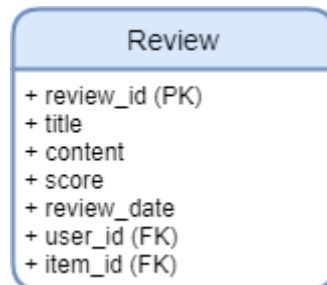 Review
+ review_id (PK)
+ title
+ content
+ score
+ review_date
+ user_id (FK)
+ item_id (FK)